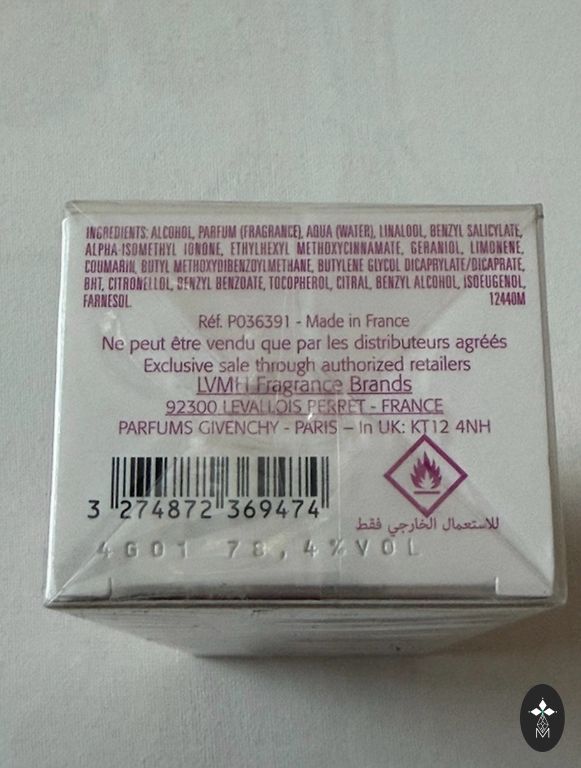 INGREDIENTS: ALCOHOL, PARFUM (FRAGRANCE), AQUA (WATER), LINALOOL, BENZYL SALICYLATE,
ALPHA-ISOMETHYL IONONE, ETHYLHEXYL METHOXYCINNAMATE, GERANIOL, LIMONENE,
COUMARIN, BUTYL METHOXYDIBENZOYLMETHANE, BUTYLENE GLYCOL DICAPRYLATE/DICAPRATE,
BHT, CITRONELLOL, BENZYL BENZOATE, TOCOPHEROL, CITRAL, BENZYL ALCOHOL, ISOEUGENOL,
FARNESOL. 12440M
Réf. P036391 - Made in France
Ne peut être vendu que par les distributeurs agréés
Exclusive sale through authorized retailers
LVMH Fragrance Brands
92300 LEVALLOIS PERRET - FRANCE
PARFUMS GIVENCHY - PARIS – In UK: KT12 4NH
3 274872 369474
للاستعمال الخارجي فقط
4G01 78,4%VOL
M